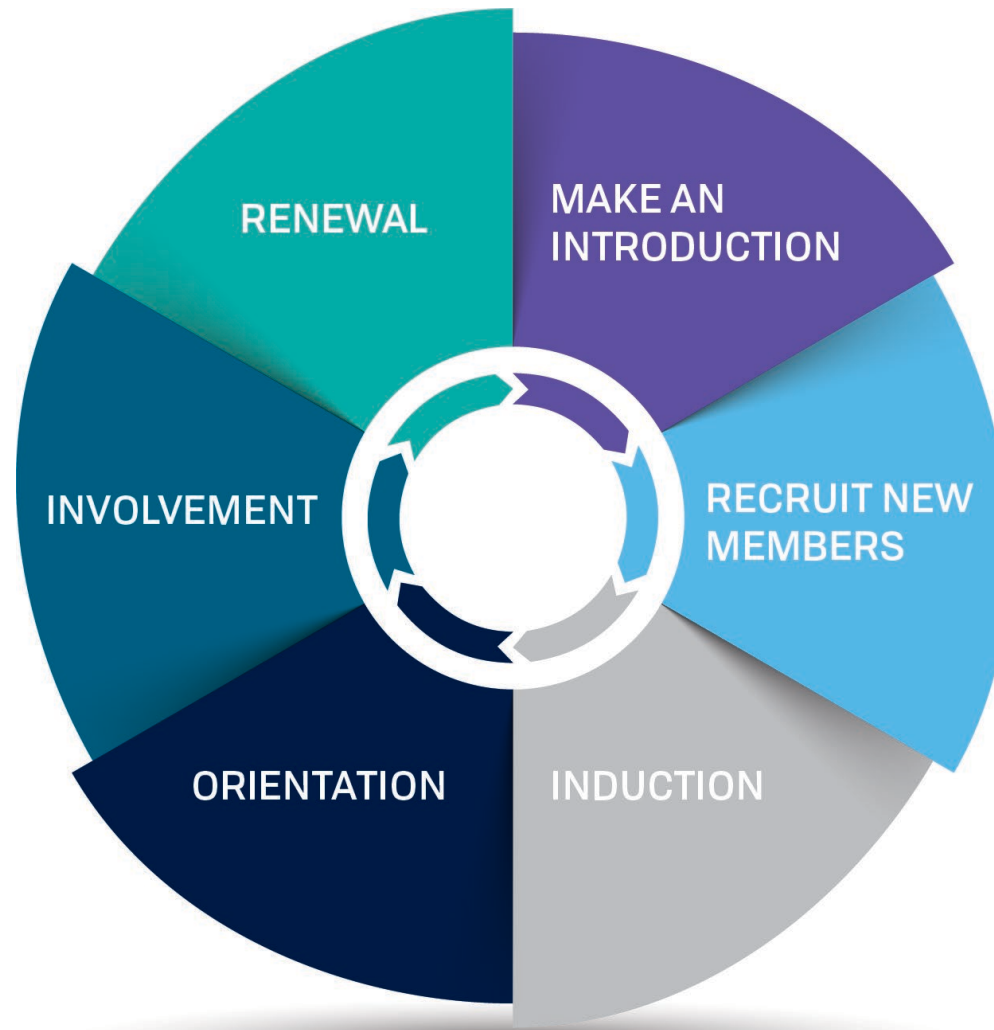 RENEWAL
MAKE AN
INTRODUCTION
INVOLVEMENT
RECRUIT NEW
MEMBERS
ORIENTATION
INDUCTION